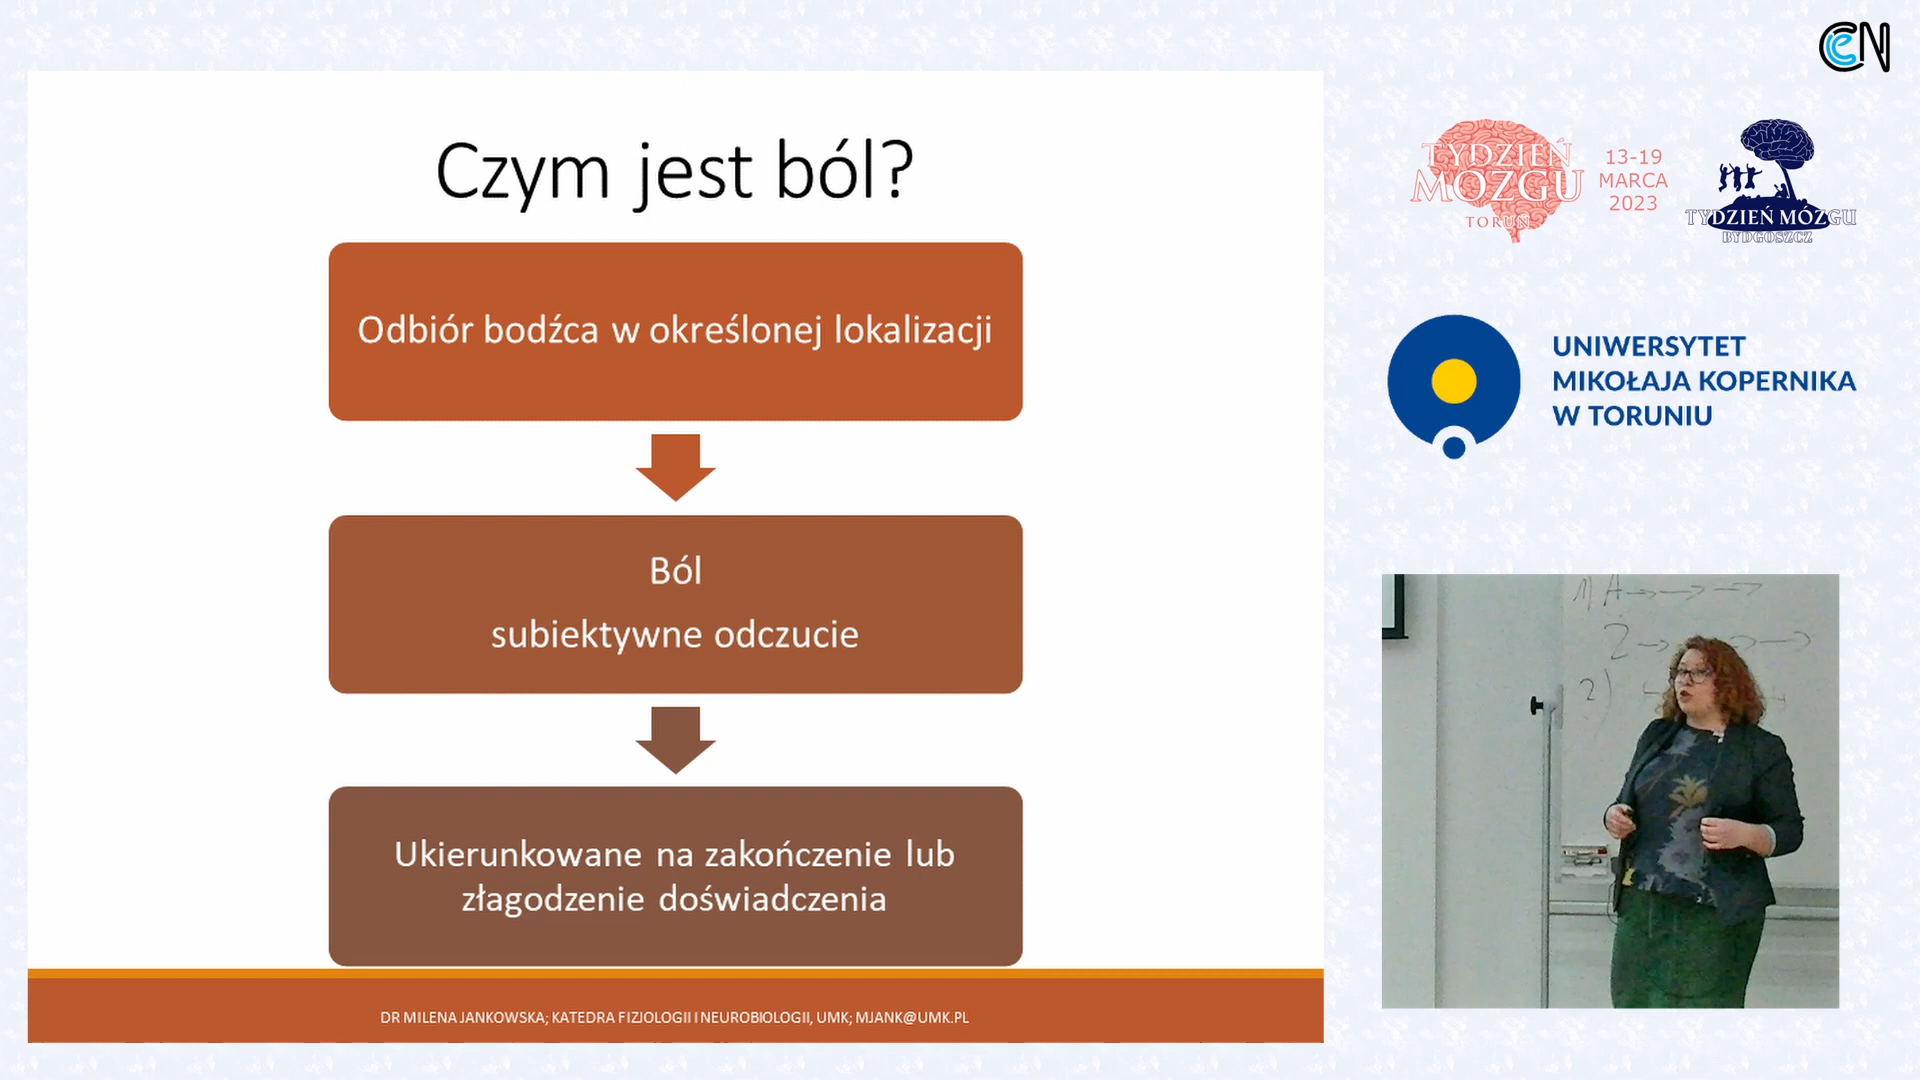 CeN
Czym jest ból?
Odbiór bodźca w określonej lokalizacji
Ból
subiektywne odczucie
Ukierunkowane na zakończenie lub
złagodzenie doświadczenia
DR MILENA JANKOWSKA; KATEDRA FIZJOLOGII I NEUROBIOLOGII, UMK; MJANK@UMK.PL
TYDZIEŃ
MÓZGU
TORUŃ
13-19
MARCA
2023
TYDZIEŃ MÓZGU
BYDGOSZCZ
UNIWERSYTET
MIKOŁAJA KOPERNIKA
W TORUNIU
2)